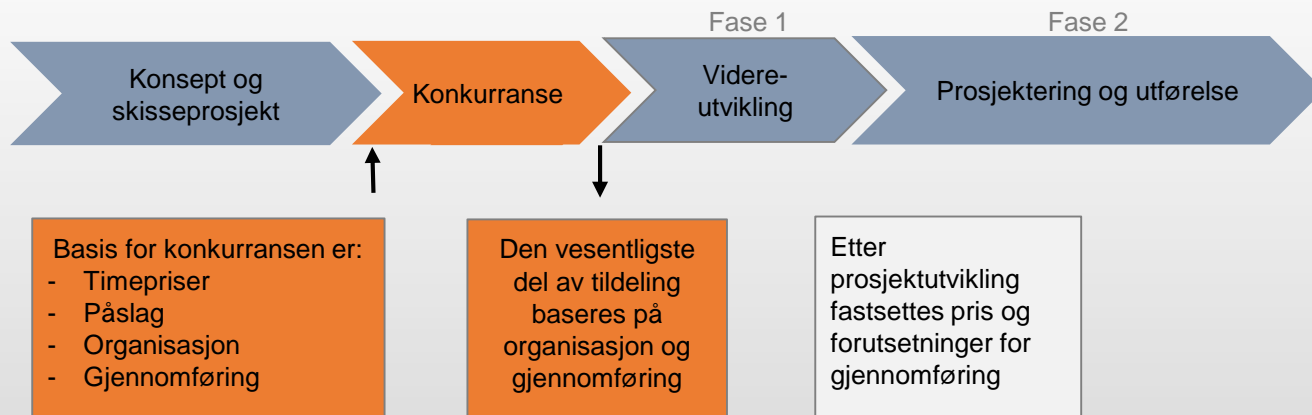 Fase 1
Fase 2
Konsept og
skisseprosjekt
Konkurranse
Videre-
utvikling
Prosjektering og utførelse
Basis for konkurransen er:
- Timepriser
- Påslag
- Organisasjon
- Gjennomføring
Den vesentligste
del av tildeling
baseres på
organisasjon og
gjennomføring
Etter
prosjektutvikling
fastsettes pris og
forutsetninger for
gjennomføring